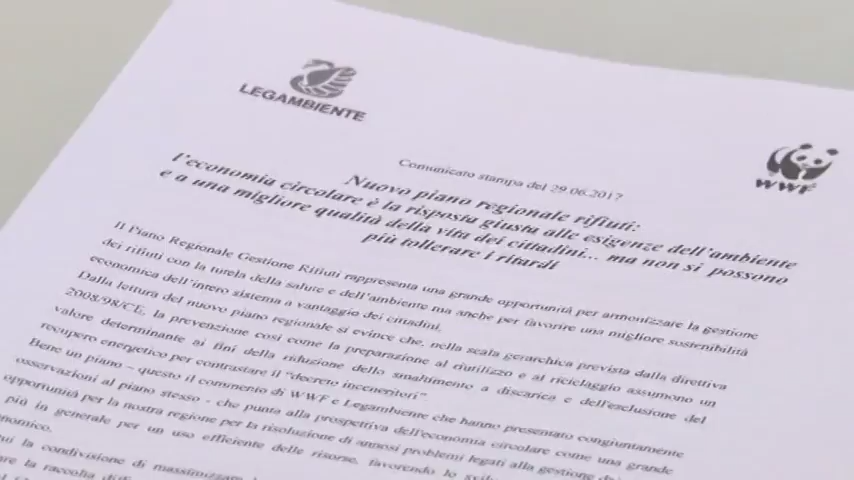 LEGAMBIENTE
WWF
Comunicato stampa del 29.06.2017
Nuovo piano regionale rifiuti:
l'economia circolare è la risposta giusta alle esigenze dell'ambiente
e a una migliore qualità della vita dei cittadini... ma non si possono
più tollerare i ritardi
Il Piano Regionale Gestione Rifiuti rappresenta una grande opportunità per armonizzare la gestione
dei rifiuti con la tutela della salute e dell'ambiente ma anche per favorire una migliore sostenibilità
economica dell'intero sistema a vantaggio dei cittadini.
Dalla lettura del nuovo piano regionale si evince che, nella scala gerarchica prevista dalla direttiva
2008/98/CE, la prevenzione così come la preparazione al riutilizzo e al riciclaggio assumono un
valore determinante ai fini della riduzione dello smaltimento a discarica e dell'esclusione del
recupero energetico per contrastare il "decreto inceneritori".
Bene un piano – questo il commento di WWF e Legambiente che hanno presentato congiuntamente
osservazioni al piano stesso - che punta alla prospettiva dell'economia circolare come una grande
opportunità per la nostra regione per la risoluzione di annosi problemi legati alla gestione dei
più in generale per un uso efficiente delle risorse, favorendo lo
la condivisione di
la raccolta